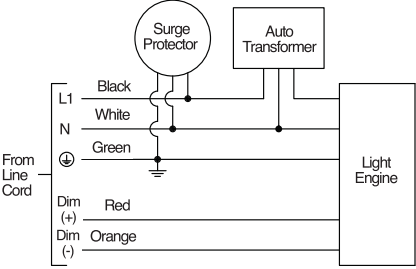 Surge
Protector
Auto
Transformer
Black
L1
White
N
Green
From
Line
Cord
Light
Engine
Dim
(+)
Red
Dim
(-)
Orange